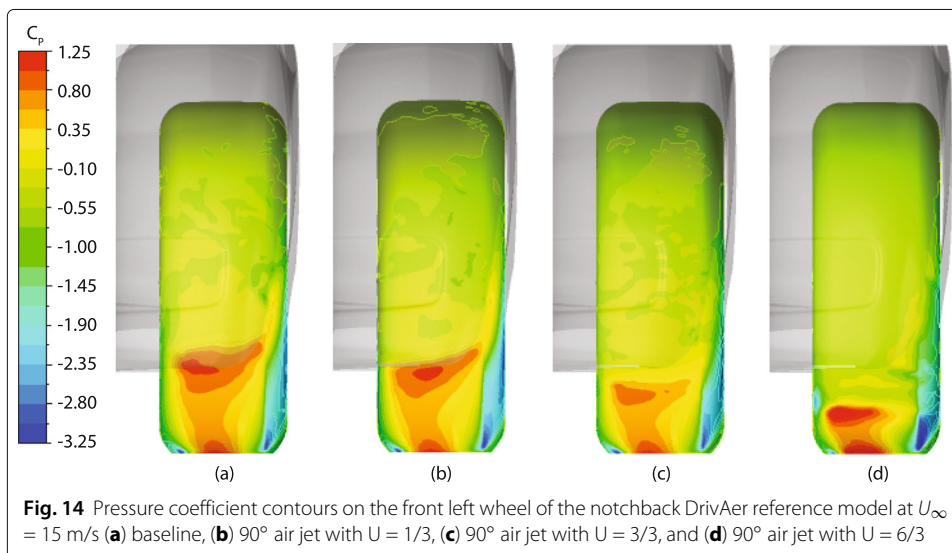 Cp
1.25
0.80
0.35
-0.10
-0.55
-1.00
-1.45
-1.90
-2.35
-2.80
-3.25
(a) (b) (c) (d)
Fig. 14 Pressure coefficient contours on the front left wheel of the notchback DrivAer reference model at U∞
= 15 m/s (a) baseline, (b) 90° air jet with U = 1/3, (c) 90° air jet with U = 3/3, and (d) 90° air jet with U = 6/3